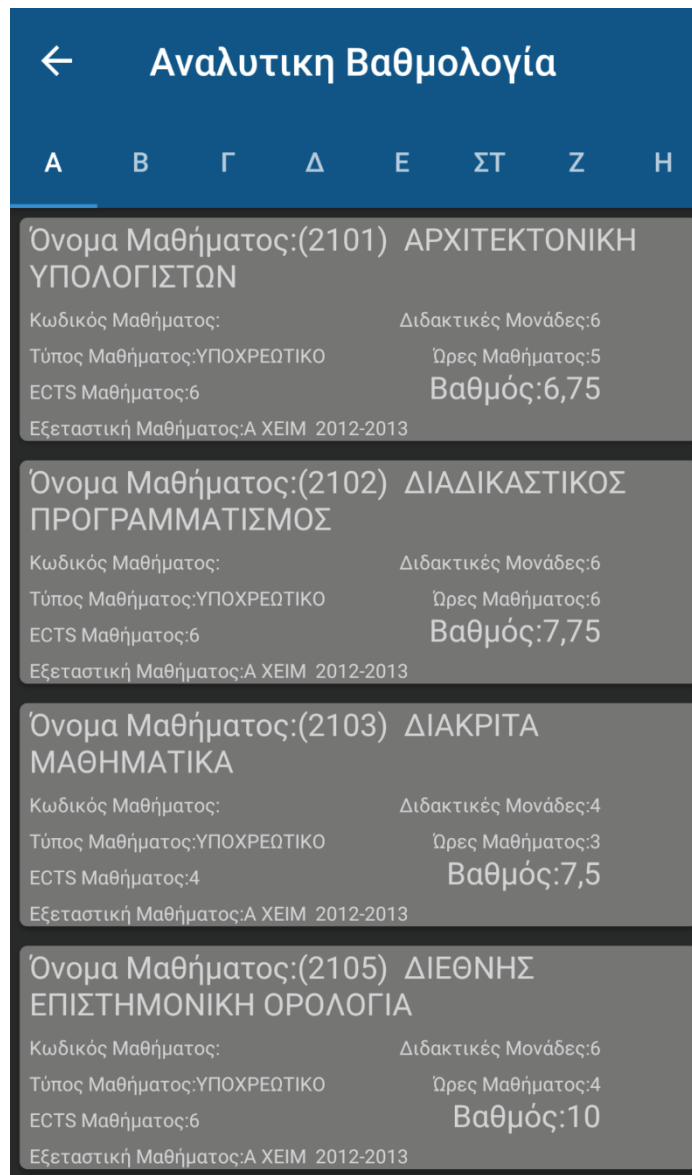 ← Αναλυτικη Βαθμολογία
Α Β Γ Δ Ε ΣΤ Ζ Η
Όνομα Μαθήματος:(2101) ΑΡΧΙΤΕΚΤΟΝΙΚΗ
ΥΠΟΛΟΓΙΣΤΩΝ
Κωδικός Μαθήματος: Διδακτικές Μονάδες:6
Τύπος Μαθήματος:ΥΠΟΧΡΕΩΤΙΚΟ Ώρες Μαθήματος:5
ECTS Μαθήματος:6 Βαθμός:6,75
Εξεταστική Μαθήματος:Α ΧΕΙΜ 2012-2013
Όνομα Μαθήματος:(2102) ΔΙΑΔΙΚΑΣΤΙΚΟΣ
ΠΡΟΓΡΑΜΜΑΤΙΣΜΟΣ
Κωδικός Μαθήματος: Διδακτικές Μονάδες:6
Τύπος Μαθήματος:ΥΠΟΧΡΕΩΤΙΚΟ Ώρες Μαθήματος:6
ECTS Μαθήματος:6 Βαθμός:7,75
Εξεταστική Μαθήματος:Α ΧΕΙΜ 2012-2013
Όνομα Μαθήματος:(2103) ΔΙΑΚΡΙΤΑ
ΜΑΘΗΜΑΤΙΚΑ
Κωδικός Μαθήματος: Διδακτικές Μονάδες:4
Τύπος Μαθήματος:ΥΠΟΧΡΕΩΤΙΚΟ Ώρες Μαθήματος:3
ECTS Μαθήματος:4 Βαθμός:7,5
Εξεταστική Μαθήματος:Α ΧΕΙΜ 2012-2013
Όνομα Μαθήματος:(2105) ΔΙΕΘΝΗΣ
ΕΠΙΣΤΗΜΟΝΙΚΗ ΟΡΟΛΟΓΙΑ
Κωδικός Μαθήματος: Διδακτικές Μονάδες:6
Τύπος Μαθήματος:ΥΠΟΧΡΕΩΤΙΚΟ Ώρες Μαθήματος:4
ECTS Μαθήματος:6 Βαθμός:10
Εξεταστική Μαθήματος:Α ΧΕΙΜ 2012-2013